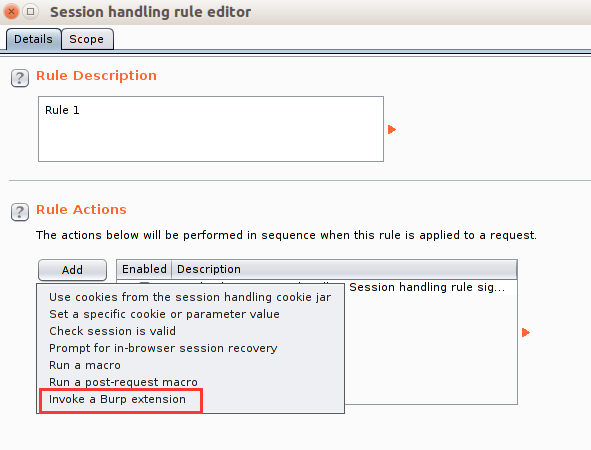 Session handling rule editor
Details Scope
? Rule Description
Rule 1
? Rule Actions
The actions below will be performed in sequence when this rule is applied to a request.
Add Enabled Description
Session handling rule sig...
Use cookies from the session handling cookie jar
Set a specific cookie or parameter value
Check session is valid
Prompt for in-browser session recovery
Run a macro
Run a post-request macro
Invoke a Burp extension